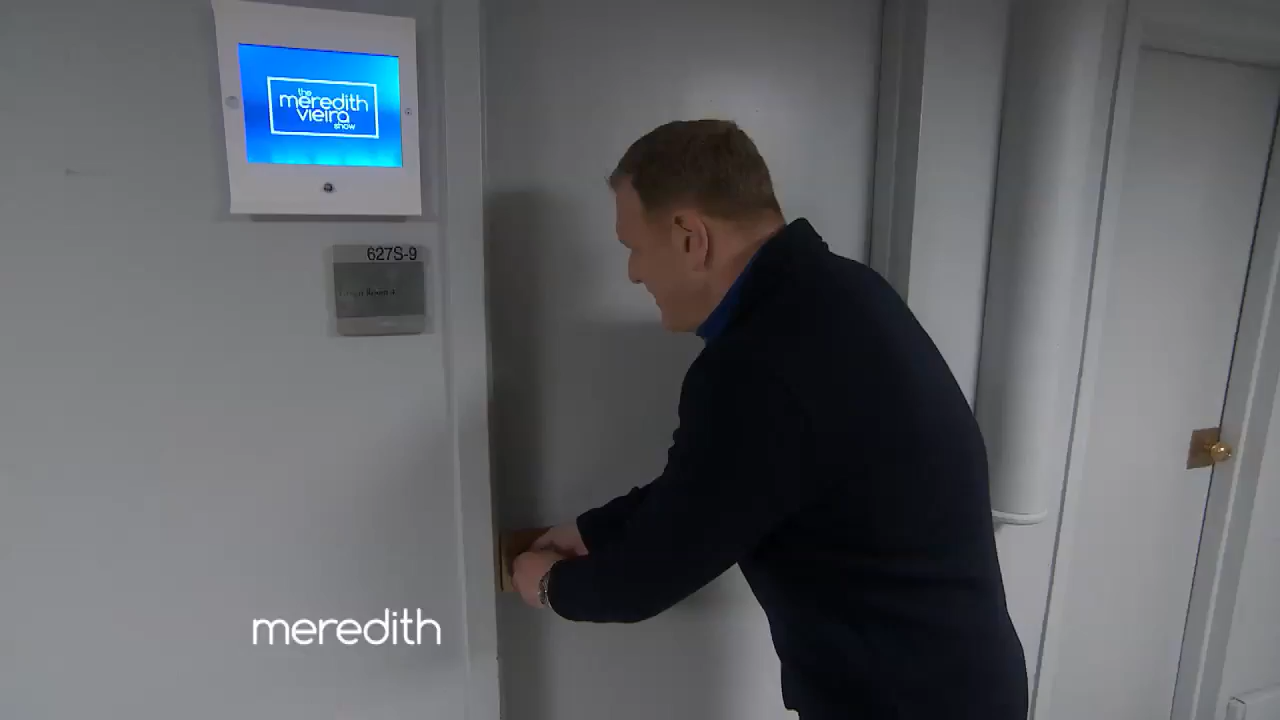 the
meredith
vieira
show
627S-9
meredith